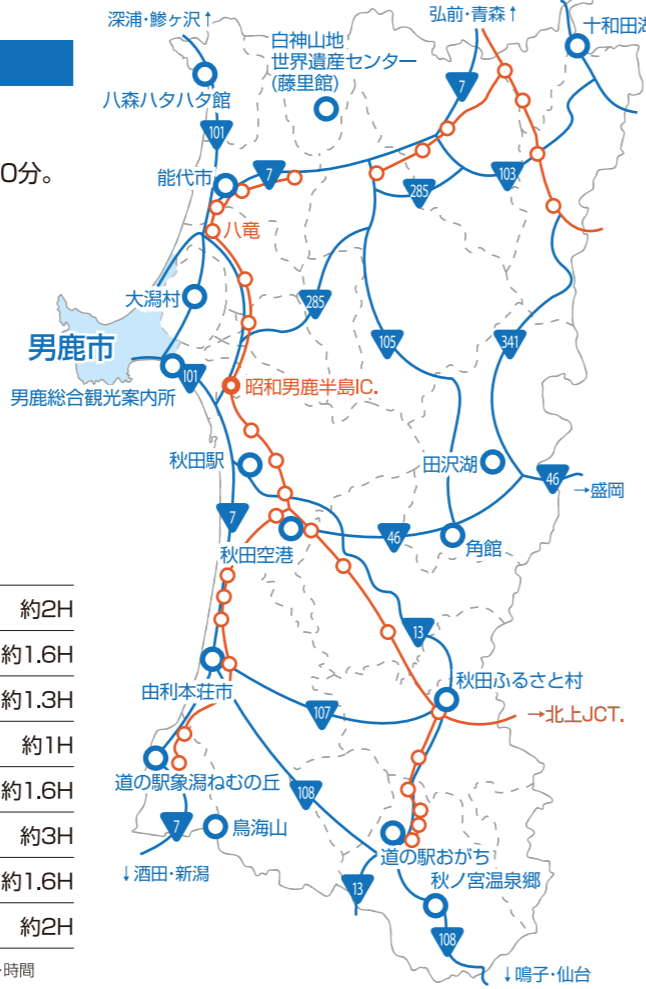 深浦・鰺ヶ沢↑
弘前・青森↑
十和田湖
白神山地
世界遺産センター
(藤里館)
八森ハタハタ館
7
101
0分。
能代市
7
103
285
八竜
大潟村
285
105
341
男鹿市
101
男鹿総合観光案内所
昭和男鹿半島IC.
秋田駅
田沢湖
46
→盛岡
7
46
秋田空港
角館
約2H
約1.6H
約1.3H
約1H
約1.6H
約3H
約1.6H
約2H
時間
13
由利本荘市
秋田ふるさと村
107
→北上JCT.
道の駅象潟ねむの丘
108
7
鳥海山
道の駅おがち
↓酒田・新潟
13
秋ノ宮温泉郷
108
↓鳴子・仙台